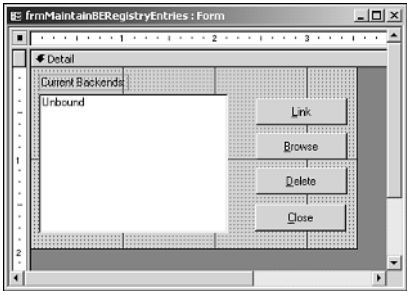 frmMaintainBERegistryEntries : Form
1 2 3
Detail
Current Backends:
Unbound
Link
Browse
1
Delete
Close
2